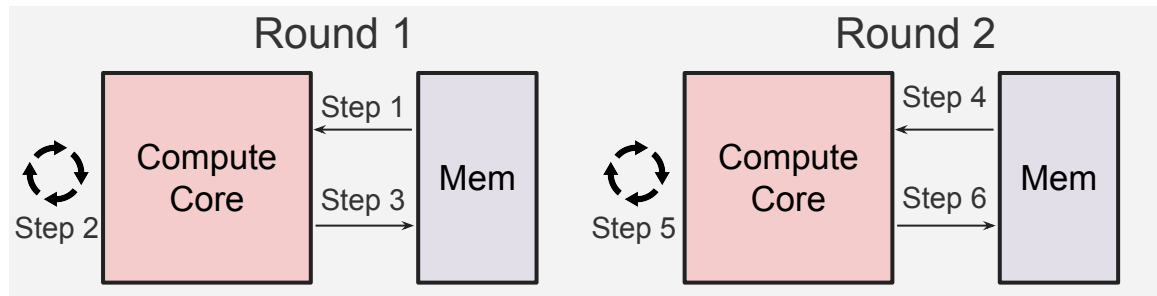 Round 1
Step 1
Compute
Core
Mem
Step 3
Step 2
Round 2
Step 4
Compute
Core
Mem
Step 6
Step 5